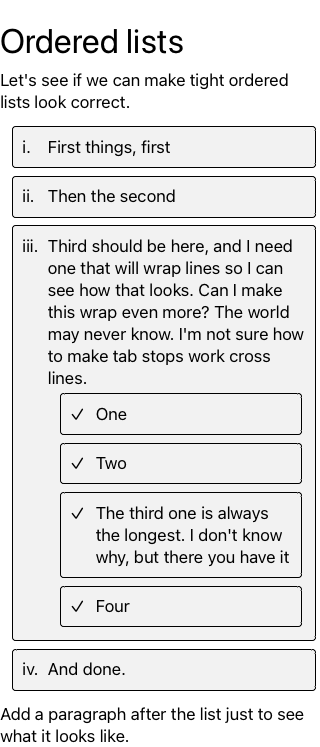 Ordered lists
Let's see if we can make tight ordered
lists look correct.
i. First things, first
ii. Then the second
iii. Third should be here, and I need
one that will wrap lines so I can
see how that looks. Can I make
this wrap even more? The world
may never know. I'm not sure how
to make tab stops work cross
lines.
✓ One
✓ Two
✓ The third one is always
the longest. I don't know
why, but there you have it
✓ Four
iv. And done.
Add a paragraph after the list just to see
what it looks like.